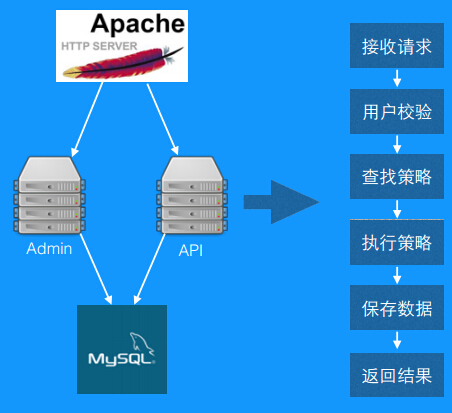 Apache
HTTP SERVER
Admin
API
MySQL
接收请求
用户校验
查找策略
执行策略
保存数据
返回结果